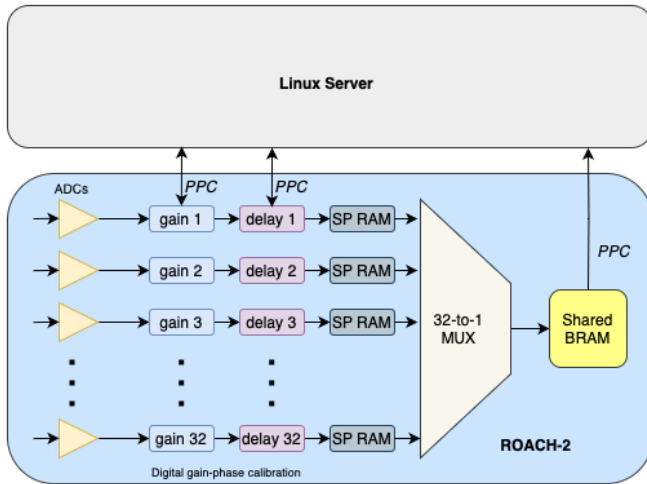 Linux Server
PPC
PPC
ADCs
gain 1
delay 1
SP RAM
PPC
gain 2
delay 2
SP RAM
gain 3
delay 3
SP RAM
32-to-1
MUX
Shared
BRAM
gain 32
delay 32
SP RAM
ROACH-2
Digital gain-phase calibration